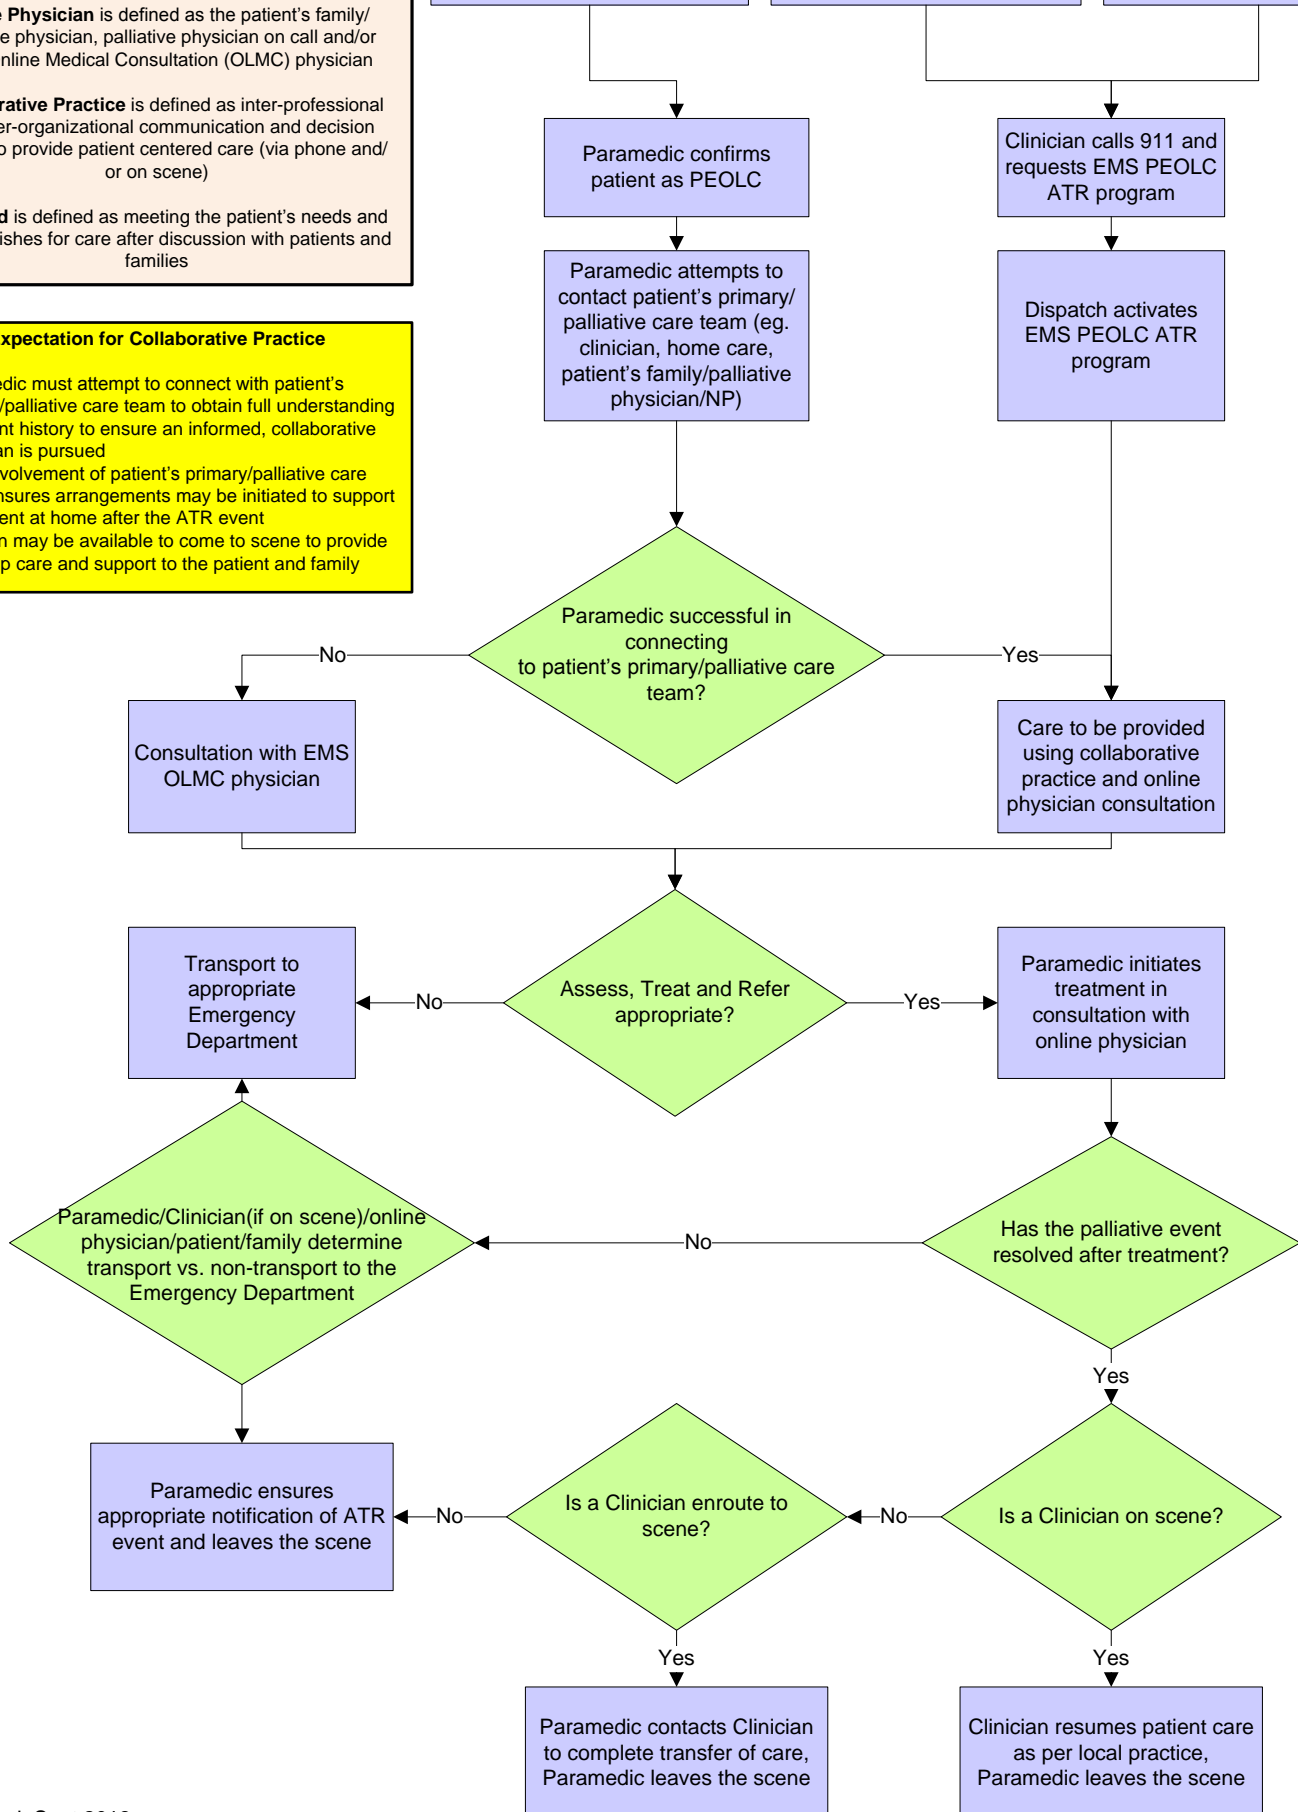 Physician is defined as the patient's family/
physician, palliative physician on call and/or
Medical Consultation (OLMC) physician
Practice is defined as inter-professional
communication and decision
provide patient centered care (via phone and/
or on scene)
is defined as meeting the patient's needs and
for care after discussion with patients and
families
for Collaborative Practice
must attempt to connect with patient's
/palliative care team to obtain full understanding
history to ensure an informed, collaborative
is pursued
of patient's primary/palliative care
arrangements may be initiated to support
at home after the ATR event
may be available to come to scene to provide
care and support to the patient and family
Paramedic confirms
patient as PEOLC
Clinician calls 911 and
requests EMS PEOLC
ATR program
Paramedic attempts to
contact patient's primary/
palliative care team (eg.
clinician, home care,
patient's family/palliative
physician/NP)
Dispatch activates
EMS PEOLC ATR
program
Paramedic successful in
connecting
to patient's primary/palliative care
team?
No
Yes
Consultation with EMS
OLMC physician
Care to be provided
using collaborative
practice and online
physician consultation
Transport to
appropriate
Emergency
Department
No
Assess, Treat and Refer
appropriate?
Yes
Paramedic initiates
treatment in
consultation with
online physician
Paramedic/Clinician(if on scene)/online
physician/patient/family determine
transport vs. non-transport to the
Emergency Department
No
Has the palliative event
resolved after treatment?
Yes
Paramedic ensures
appropriate notification of ATR
event and leaves the scene
No
Is a Clinician enroute to
scene?
No
Is a Clinician on scene?
Yes
Yes
Paramedic contacts Clinician
to complete transfer of care,
Paramedic leaves the scene
Clinician resumes patient care
as per local practice,
Paramedic leaves the scene